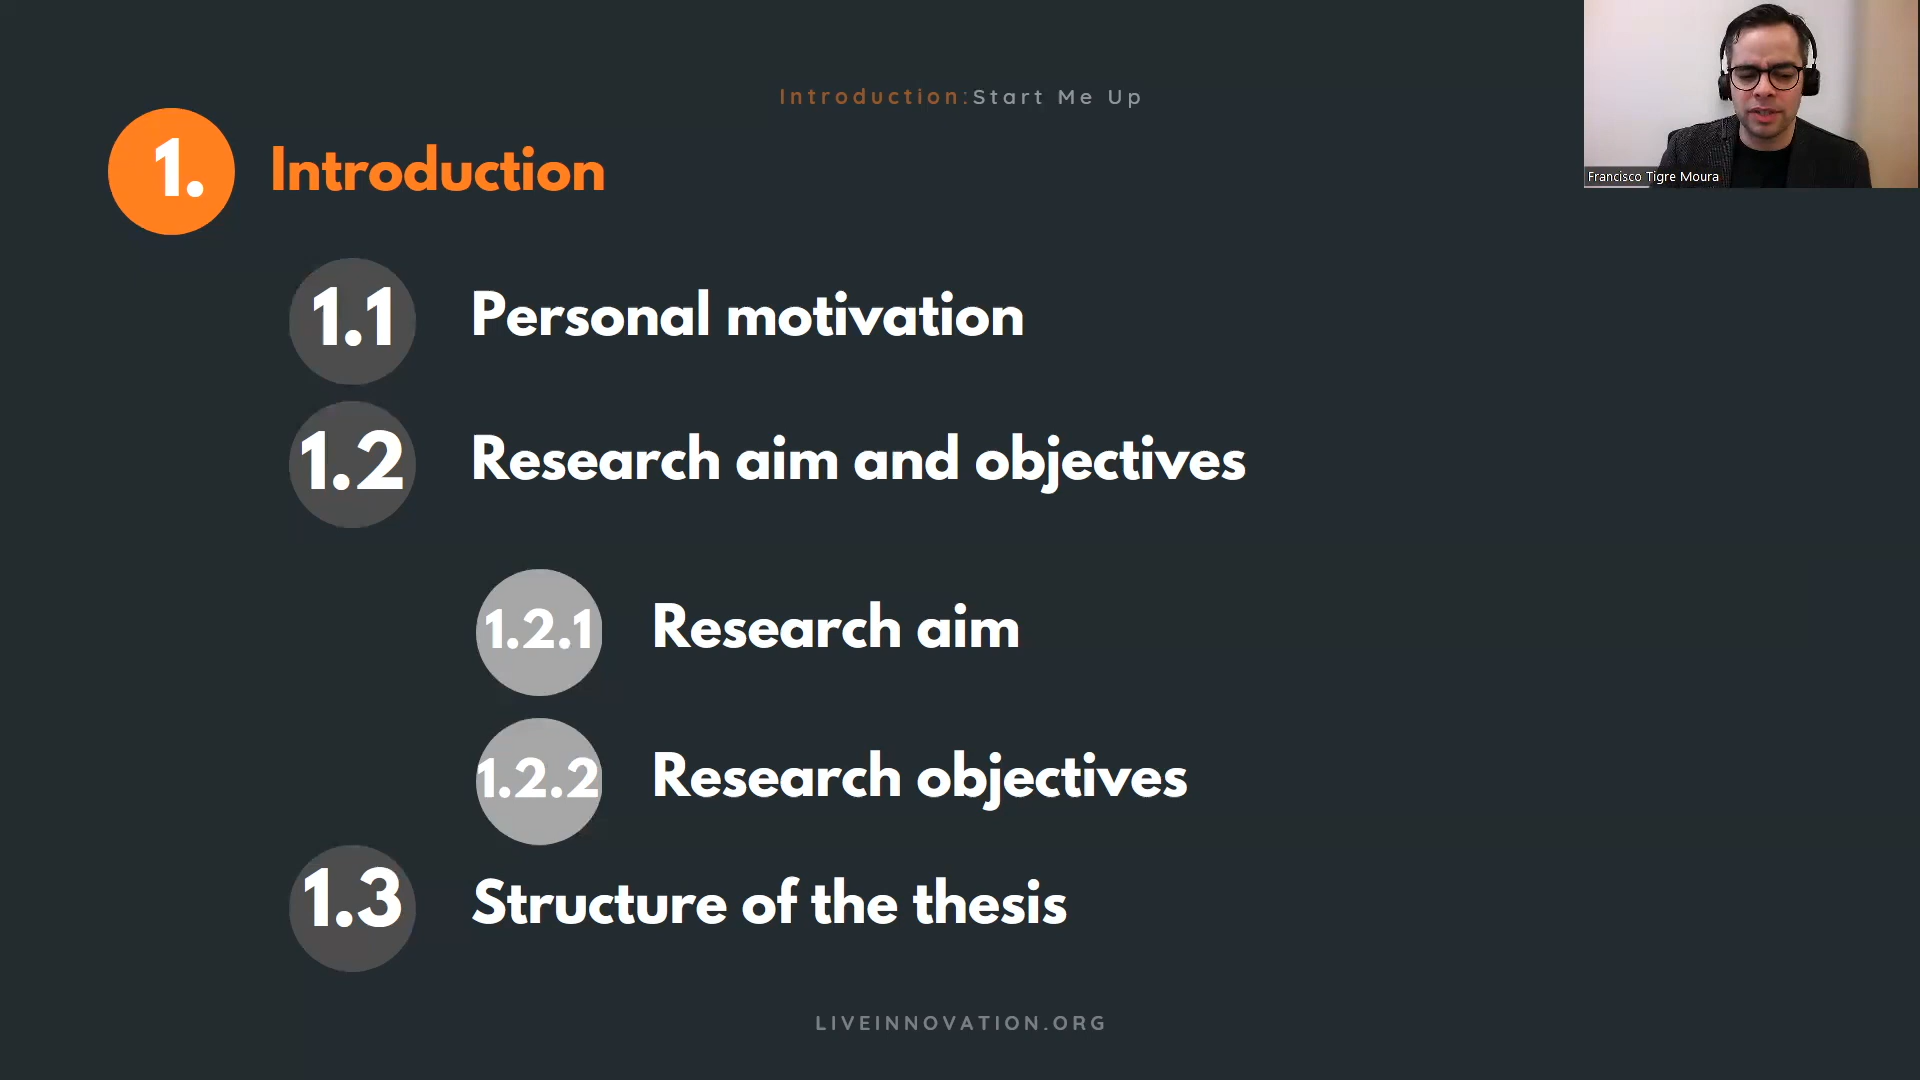 Introduction:Start Me Up
1. Introduction
1.1 Personal motivation
1.2 Research aim and objectives
1.2.1 Research aim
1.2.2 Research objectives
1.3 Structure of the thesis
LIVEINNOVATION.ORG
Francisco Tigre Moura